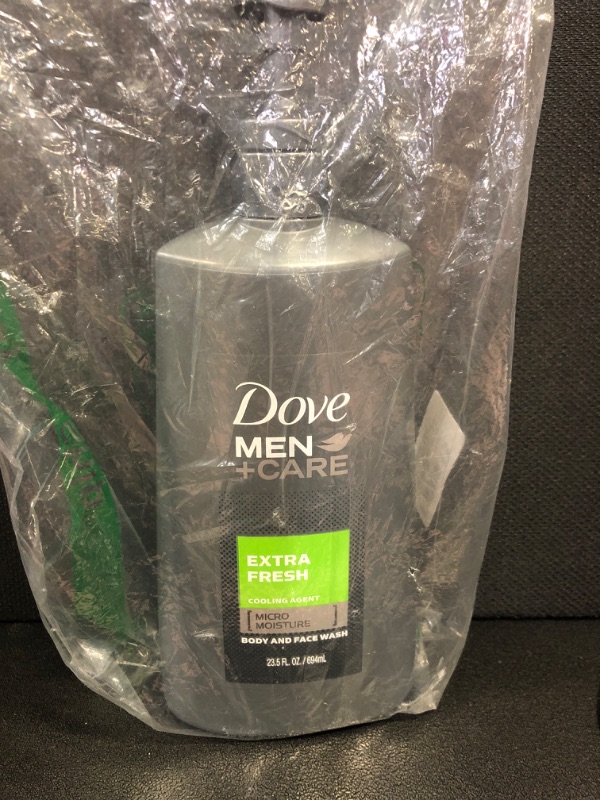 Dove
MEN
+CARE
EXTRA
FRESH
COOLING AGENT
MICRO
MOISTURE
BODY AND FACE WASH
23.5 FL. OZ. / 694mL